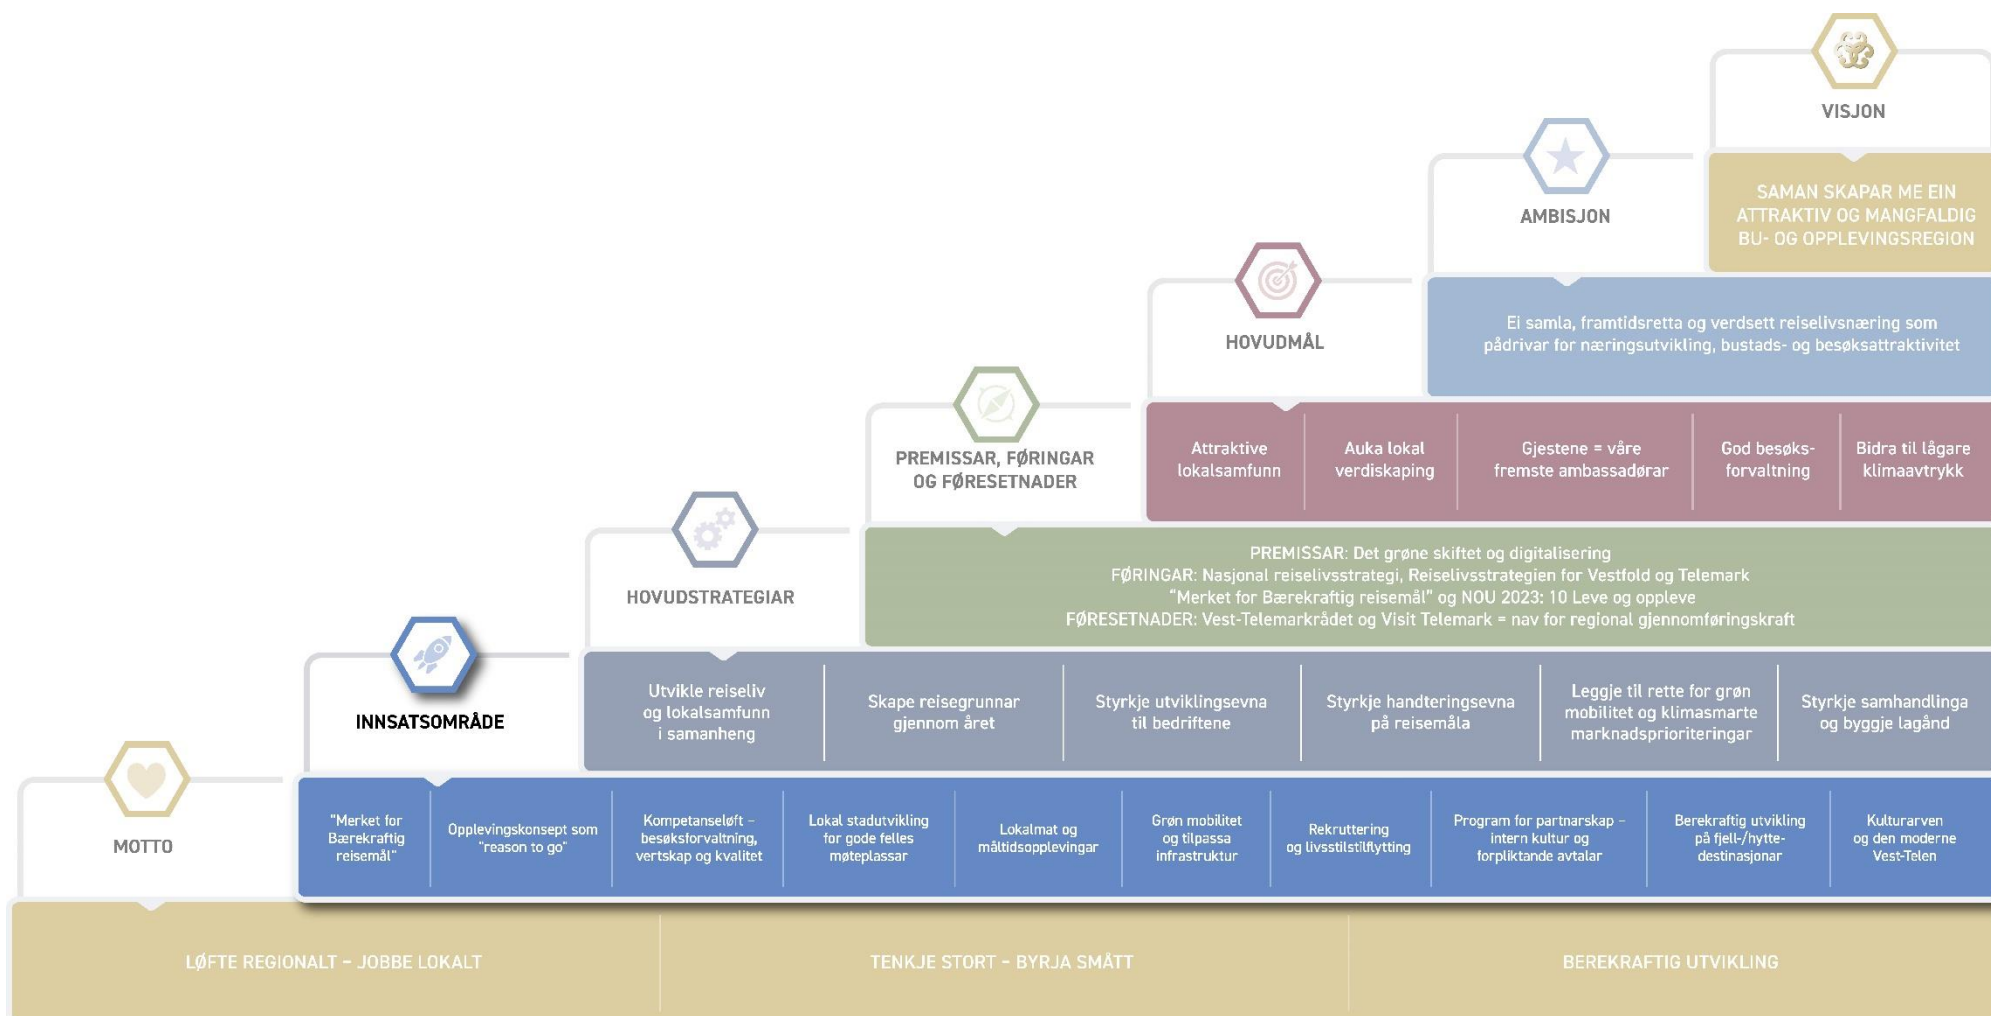 VISJON
SAMAN SKAPAR ME EIN
ATTRAKTIV OG MANGFALDIG
BU- OG OPPLEVINGSREGION
AMBISJON
Ei samla, framtidsretta og verdsett reiselivsnæring som
pådrivar for næringsutvikling, bustads- og besøksattraktivitet
HOVUDMÅL
Attraktive
lokalsamfunn
Auka lokal
verdiskaping
Gjestene = våre
fremste ambassadørar
God besøks-
forvaltning
Bidra til lågare
klimaavtrykk
PREMISSAR, FØRINGAR
OG FØRESETNADER
PREMISSAR: Det grøne skiftet og digitalisering
FØRINGAR: Nasjonal reiselivsstrategi, Reiselivsstrategien for Vestfold og Telemark
"Merket for Bærekraftig reisemål" og NOU 2023: 10 Leve og oppleve
FØRESETNADER: Vest-Telemarkrådet og Visit Telemark = nav for regional gjennomføringskraft
HOVUDSTRATEGIAR
Utvikle reiseliv
og lokalsamfunn
i samanheng
Skape reisegrunnar
gjennom året
Styrkje utviklingsevna
til bedriftene
Styrkje handteringsevna
på reisemåla
Leggje til rette for grøn
mobilitet og klimasmarte
marknadsprioriteringar
Styrkje samhandlinga
og byggje lagånd
INNSATSOMRÅDE
"Merket for
Bærekraftig
reisemål"
Opplevingskonsept som
"reason to go"
Kompetanseløft –
besøksforvaltning,
vertskap og kvalitet
Lokal stadutvikling
for gode felles
møteplassar
Lokalmat og
måltidsopplevingar
Grøn mobilitet
og tilpassa
infrastruktur
Rekruttering
og livsstilstilflytting
Program for partnarskap –
intern kultur og
forpliktande avtalar
Berekraftig utvikling
på fjell-/hytte-
destinasjonar
Kulturarven
og den moderne
Vest-Telen
MOTTO
LØFTE REGIONALT – JOBBE LOKALT
TENKJE STORT – BYRJA SMÅTT
BEREKRAFTIG UTVIKLING